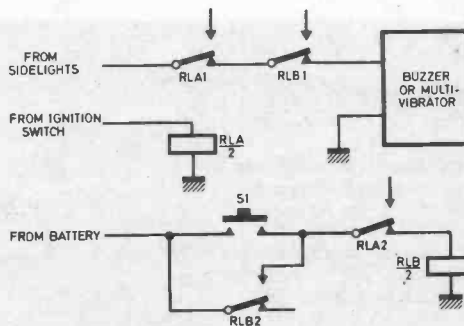 FROM
SIDELIGHTS
RLA1
RLB1
BUZZER
OR MULTI-
VIBRATOR
FROM IGNITION
SWITCH
RLA
2
S1
FROM BATTERY
RLA2
RLB
2
RLB2